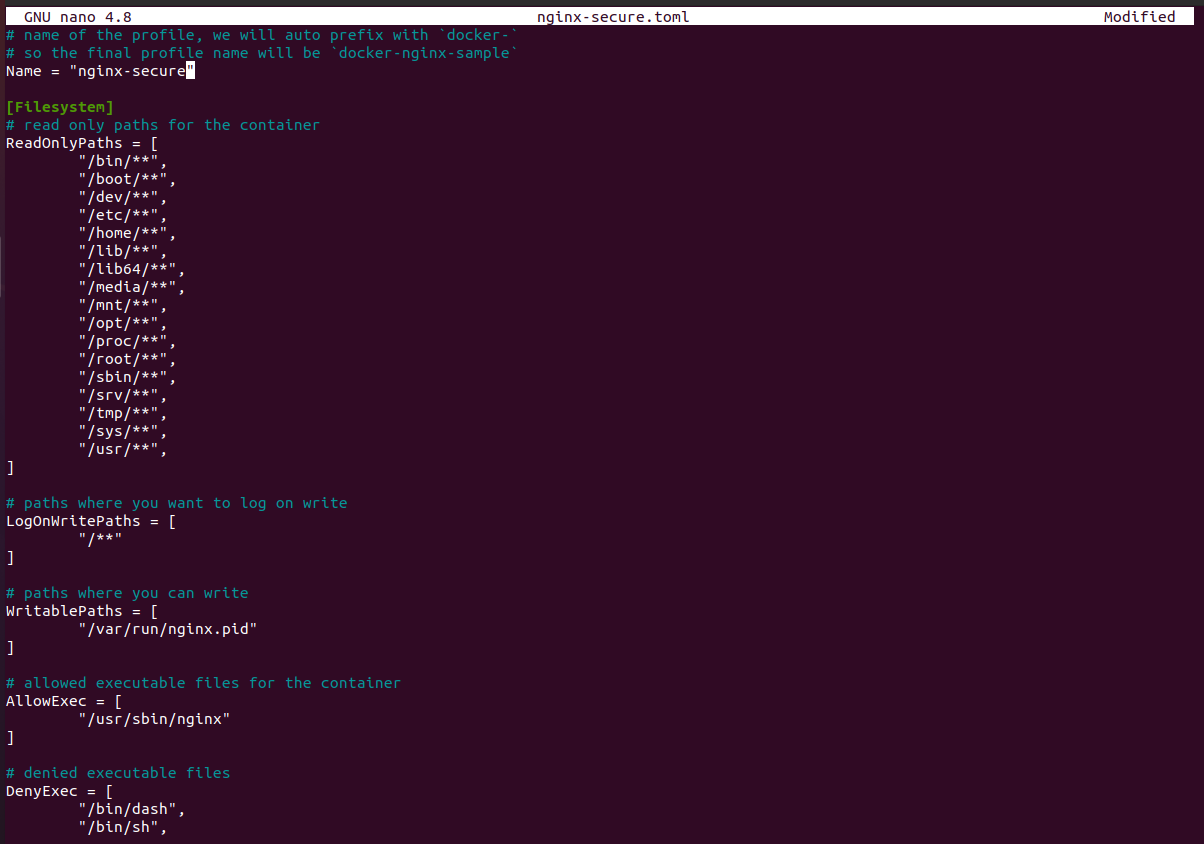 GNU nano 4.8 nginx-secure.toml Modified
# name of the profile, we will auto prefix with `docker-`
# so the final profile name will be `docker-nginx-sample`
Name = "nginx-secure"
[Filesystem]
# read only paths for the container
ReadOnlyPaths = [
"/bin/**",
"/boot/**",
"/dev/**",
"/etc/**",
"/home/**",
"/lib/**",
"/lib64/**",
"/media/**",
"/mnt/**",
"/opt/**",
"/proc/**",
"/root/**",
"/sbin/**",
"/srv/**",
"/tmp/**",
"/sys/**",
"/usr/**",
]
# paths where you want to log on write
LogOnWritePaths = [
"/**"
]
# paths where you can write
WritablePaths = [
"/var/run/nginx.pid"
]
# allowed executable files for the container
AllowExec = [
"/usr/sbin/nginx"
]
# denied executable files
DenyExec = [
"/bin/dash",
"/bin/sh",